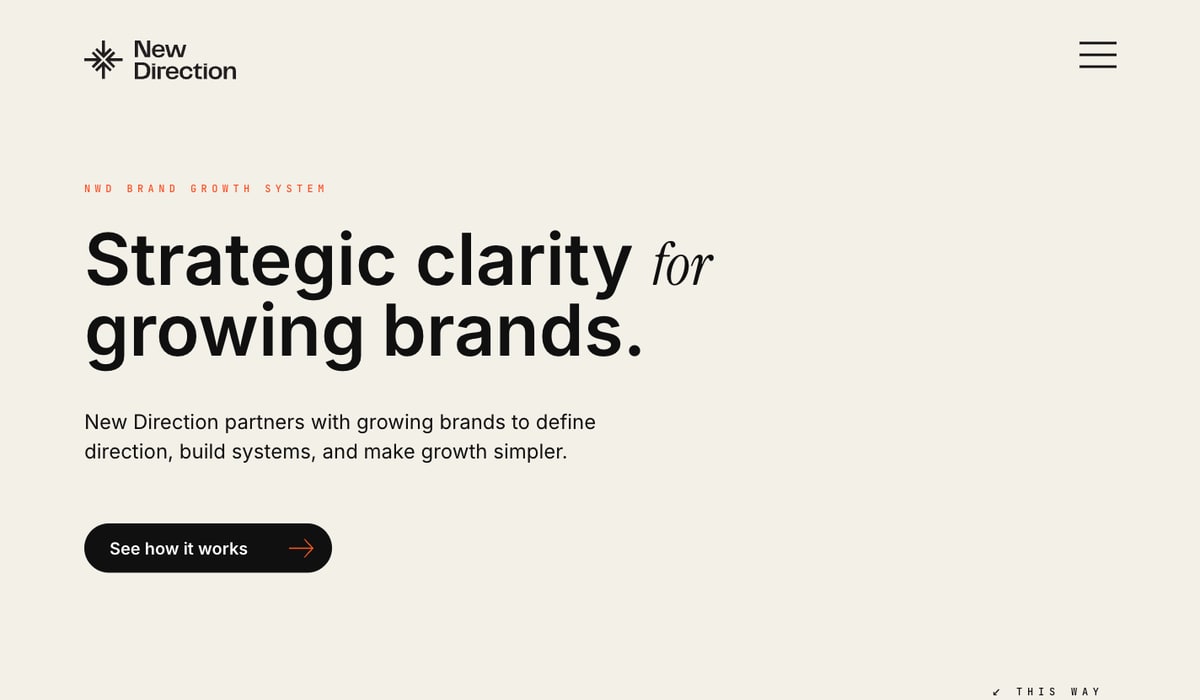 New
Direction
NWD BRAND GROWTH SYSTEM
Strategic clarity for
growing brands.
New Direction partners with growing brands to define
direction, build systems, and make growth simpler.
See how it works →
↙ THIS WAY